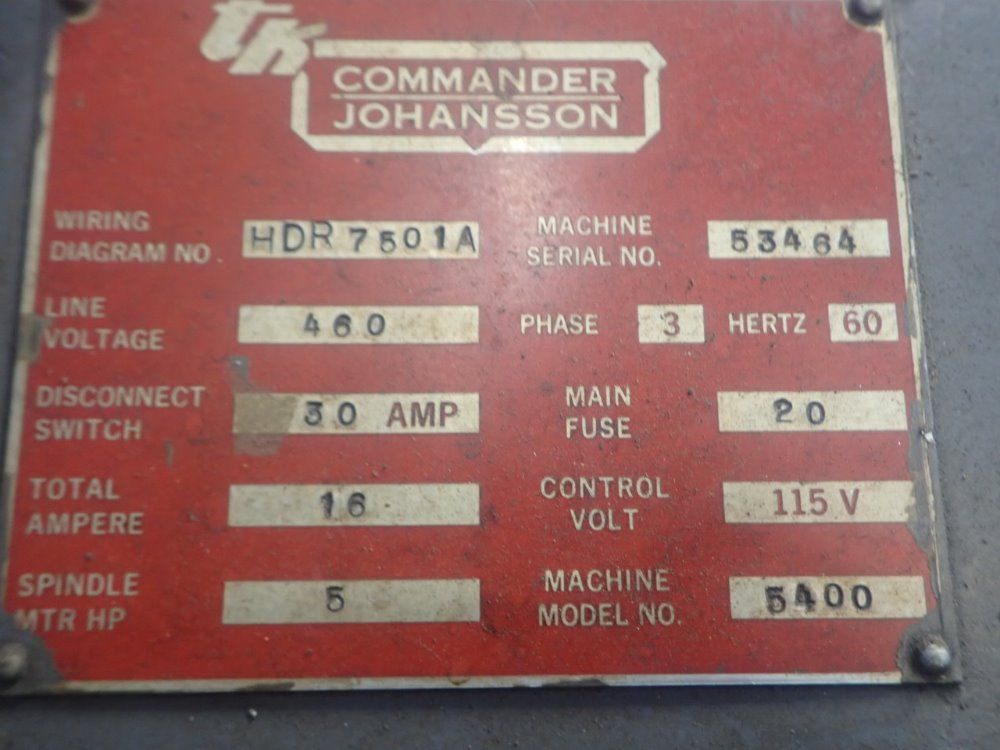 TK
COMMANDER
JOHANSSON
WIRING
DIAGRAM NO. HDR7501A
MACHINE
SERIAL NO. 53464
LINE
VOLTAGE 460
PHASE 3 HERTZ 60
DISCONNECT
SWITCH 30 AMP
MAIN
FUSE 20
TOTAL
AMPERE 16
CONTROL
VOLT 115 V
SPINDLE
MTR HP 5
MACHINE
MODEL NO. 5400